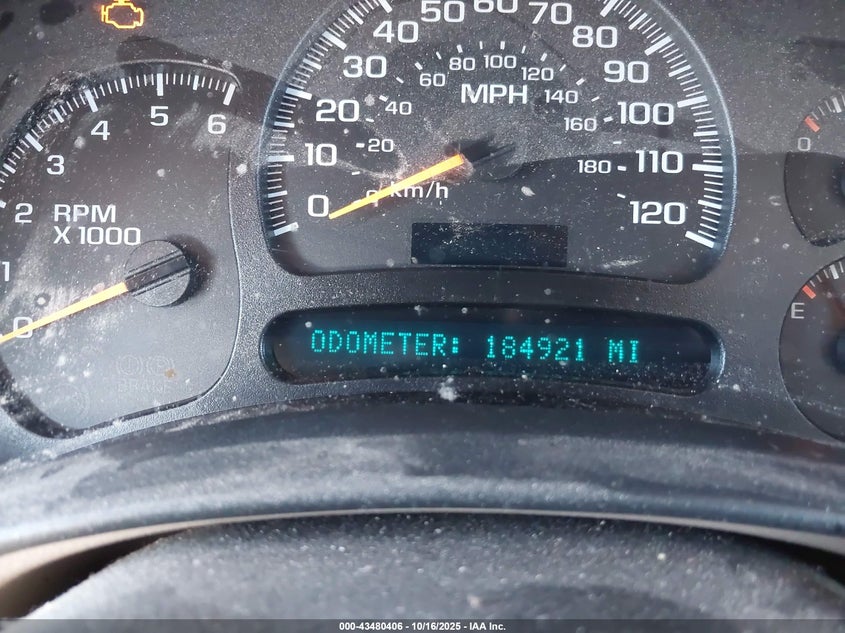 50 60 70
40 80
30 60 80 100 120 90
MPH 140
20 40 160 100
10 20 180 110
0 km/h 120
5
4 6
3
2 RPM
X 1000
1
0
O
E
BRAKE
ODOMETER: 184921 MI
000-43480406 - 10/16/2025 - IAA Inc.